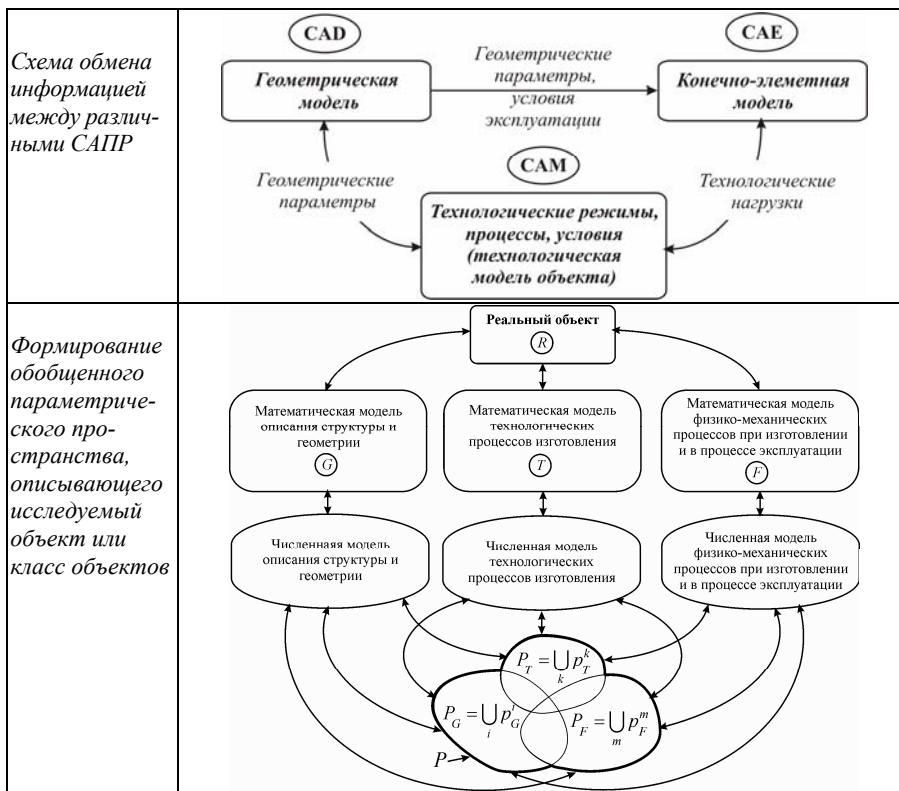 Схема обмена
информацией
между различ-
ными САПР
CAD
CAE
Геометрическая
модель
Геометрические
параметры,
условия
эксплуатации
Конечно-элеметная
модель
CAM
Геометрические
параметры
Технологические
нагрузки
Технологические режимы,
процессы, условия
(технологическая
модель объекта)
Формирование
обобщенного
параметриче-
ского про-
странства,
описывающего
исследуемый
объект или
класс объектов
Реальный объект
R
Математическая модель
описания структуры и
геометрии
G
Математическая модель
технологических
процессов изготовления
T
Математическая модель
физико-механических
процессов при изготовлении
и в процессе эксплуатации
F
Численнаяя модель
описания структуры и
геометрии
Численная модель
технологических
процессов изготовления
Численная модель
физико-механических
процессов при изготовлении
и в процессе эксплуатации
P_T = ⋃_k p_T^k
P_G = ⋃_i p_G^i
P_F = ⋃_m p_F^m
P